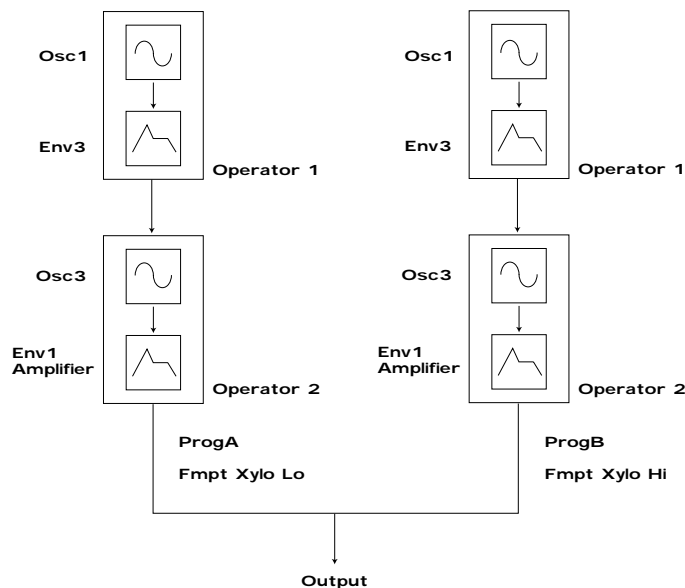 Osc1
Env3
Operator 1
Osc3
Env1
Amplifier
Operator 2
ProgA
Fmpt Xylo Lo
Osc1
Env3
Operator 1
Osc3
Env1
Amplifier
Operator 2
ProgB
Fmpt Xylo Hi
Output